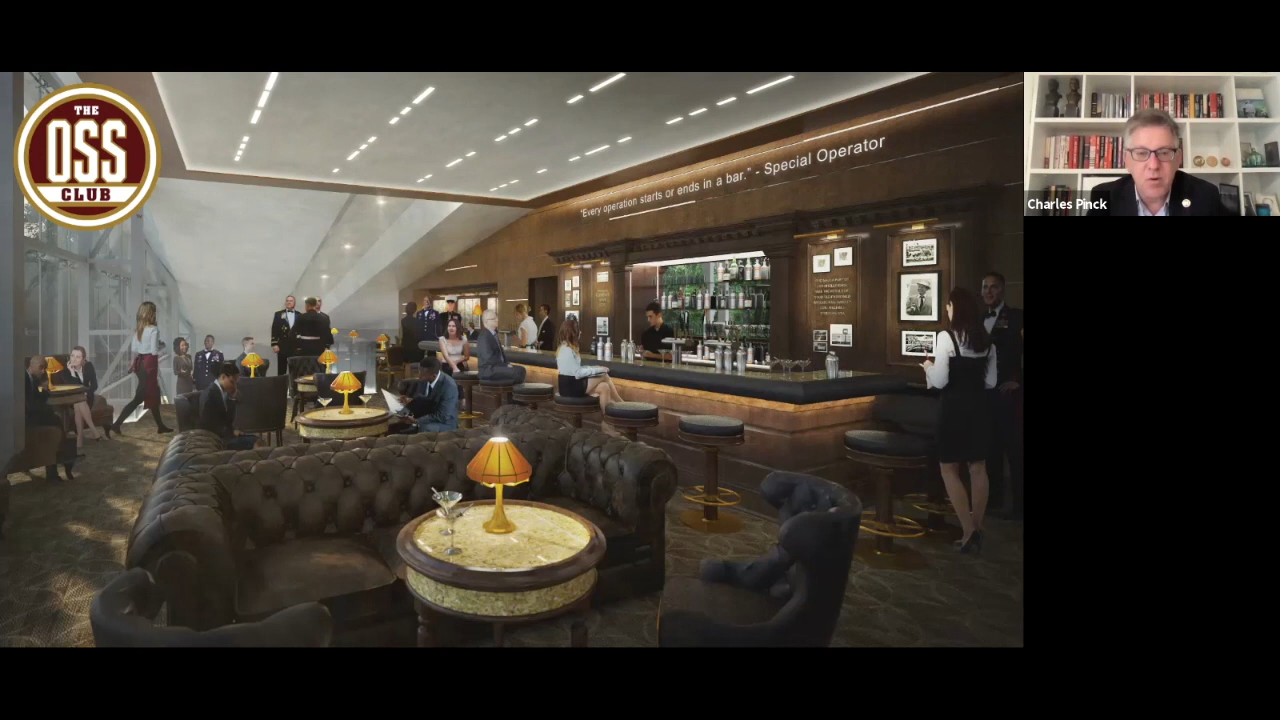 THE
OSS
CLUB
"Every operation starts or ends in a bar." - Special Operator
Charles Pinck